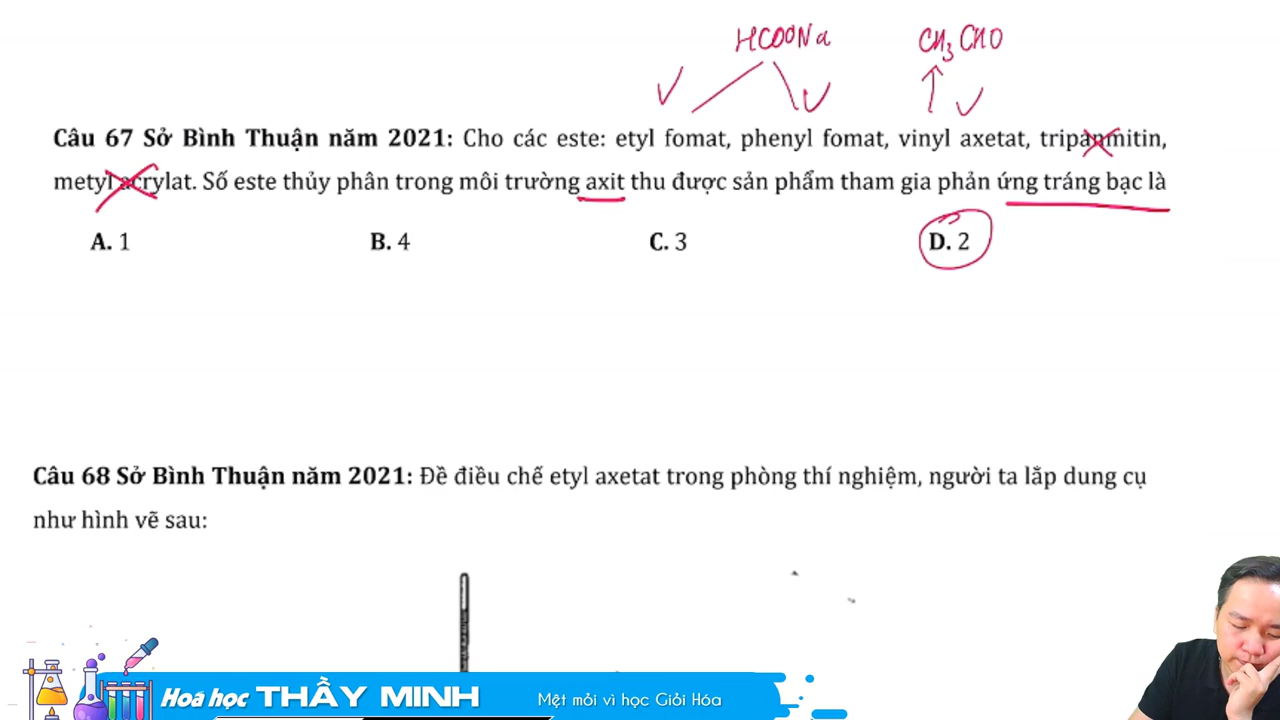 HCOONa CH₃CHO
Câu 67 Sở Bình Thuận năm 2021: Cho các este: etyl fomat, phenyl fomat, vinyl axetat, tripanmitin,
metyl acrylat. Số este thủy phân trong môi trường axit thu được sản phẩm tham gia phản ứng tráng bạc là
A. 1 B. 4 C. 3 D. 2
Câu 68 Sở Bình Thuận năm 2021: Đề điều chế etyl axetat trong phòng thí nghiệm, người ta lắp dung cụ
như hình vẽ sau:
Hoá học THẦY MINH Mệt mỏi vì học Giỏi Hóa